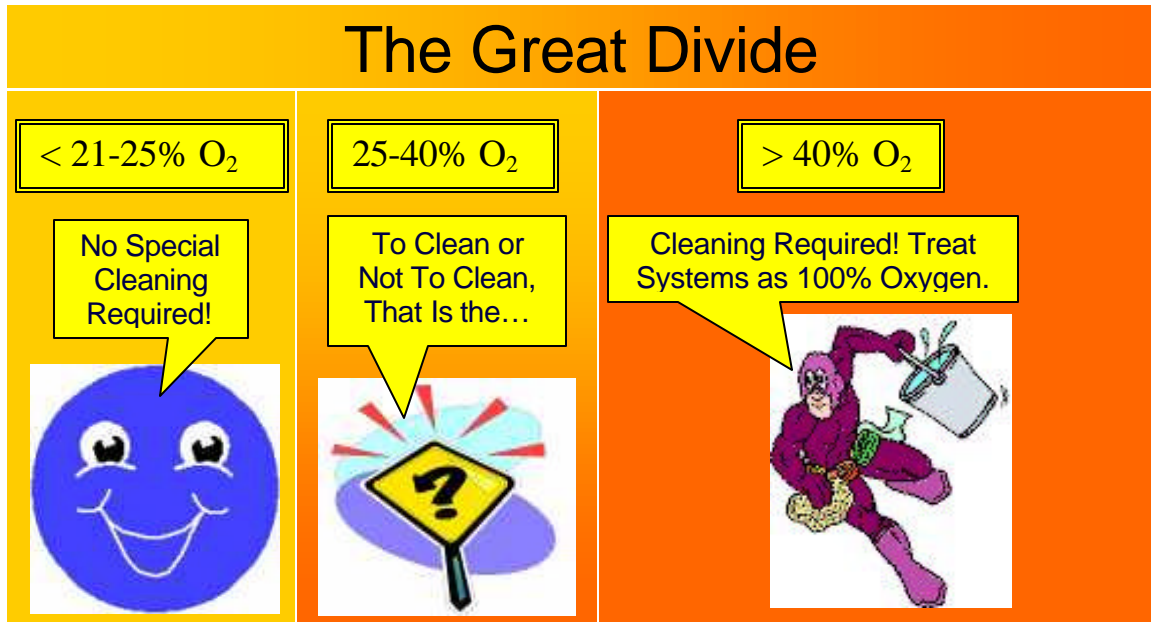 The Great Divide
< 21-25% O₂
25-40% O₂
> 40% O₂
No Special
Cleaning
Required!
To Clean or
Not To Clean,
That Is the…
Cleaning Required! Treat
Systems as 100% Oxygen.
?